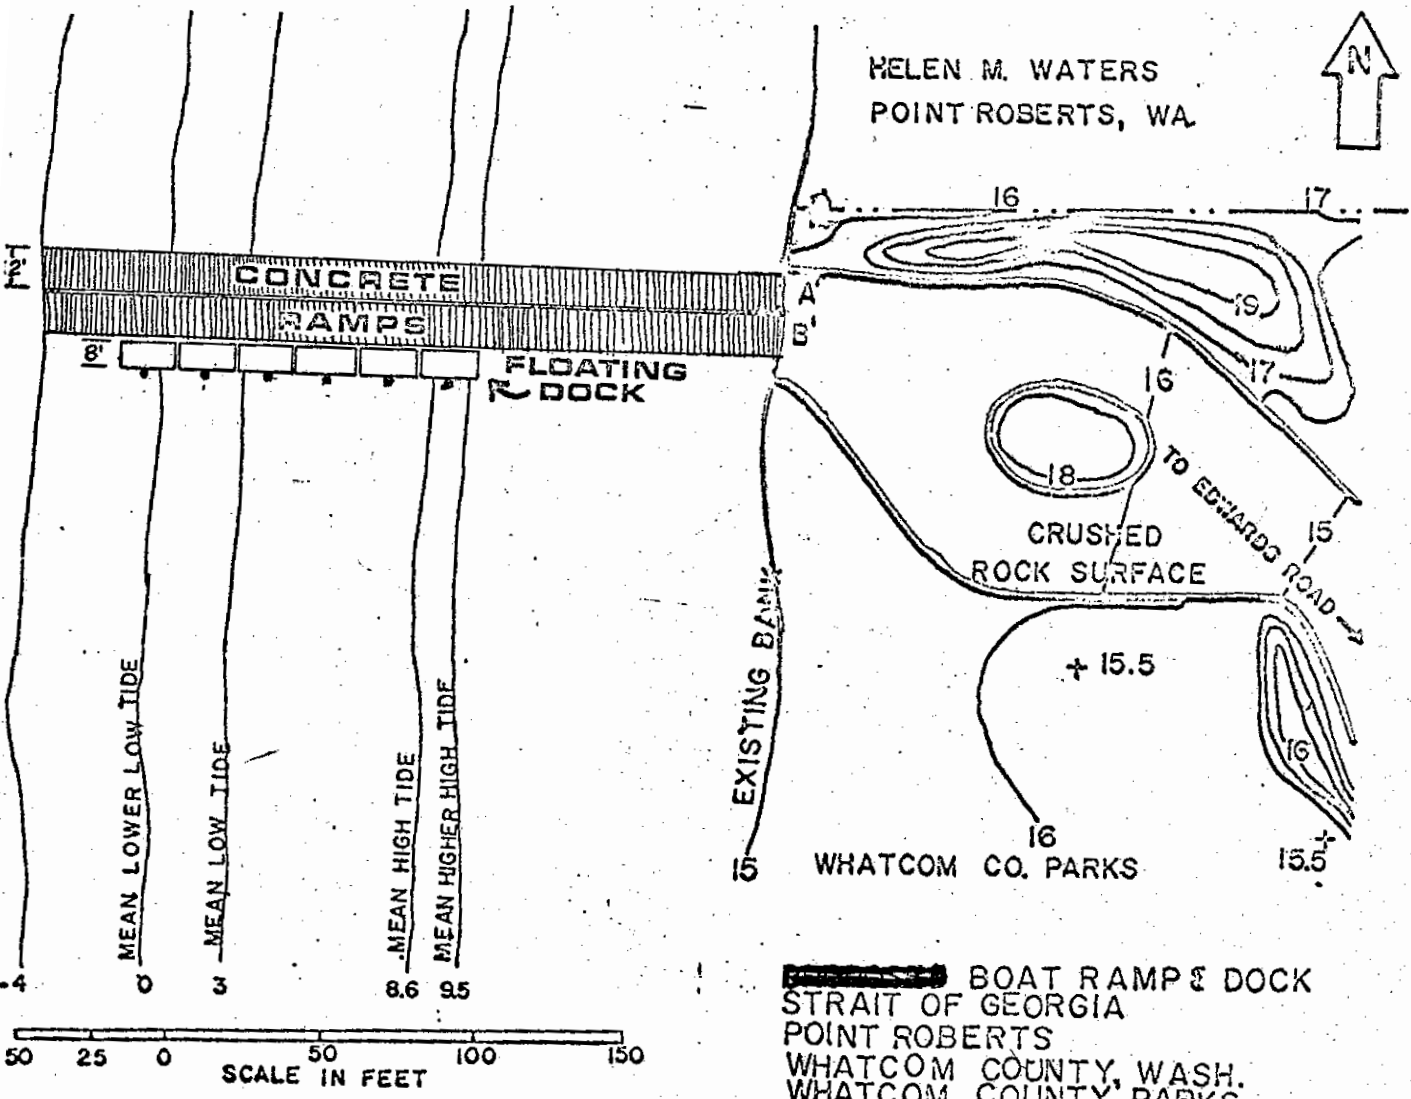 HELEN M. WATERS
POINT ROBERTS, WA.
N
16
17
12'
CONCRETE
RAMPS
A
B'
19
17
16
8'
FLOATING
DOCK
18
TO EDWARDS ROAD
15
CRUSHED
ROCK SURFACE
15.5
16
EXISTING BANK
MEAN LOWER LOW TIDE
MEAN LOW TIDE
MEAN HIGH TIDE
MEAN HIGHER HIGH TIDE
16
15.5
15
WHATCOM CO. PARKS
-4
0
3
8.6
9.5
50 25 0 50 100 150
SCALE IN FEET
BOAT RAMP & DOCK
STRAIT OF GEORGIA
POINT ROBERTS
WHATCOM COUNTY, WASH.
WHATCOM COUNTY PARKS